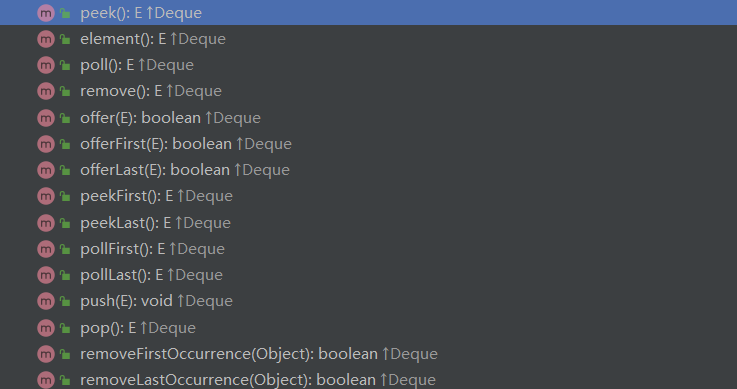 m peek(): E ↑Deque
m element(): E ↑Deque
m poll(): E ↑Deque
m remove(): E ↑Deque
m offer(E): boolean ↑Deque
m offerFirst(E): boolean ↑Deque
m offerLast(E): boolean ↑Deque
m peekFirst(): E ↑Deque
m peekLast(): E ↑Deque
m pollFirst(): E ↑Deque
m pollLast(): E ↑Deque
m push(E): void ↑Deque
m pop(): E ↑Deque
m removeFirstOccurrence(Object): boolean ↑Deque
m removeLastOccurrence(Object): boolean ↑Deque